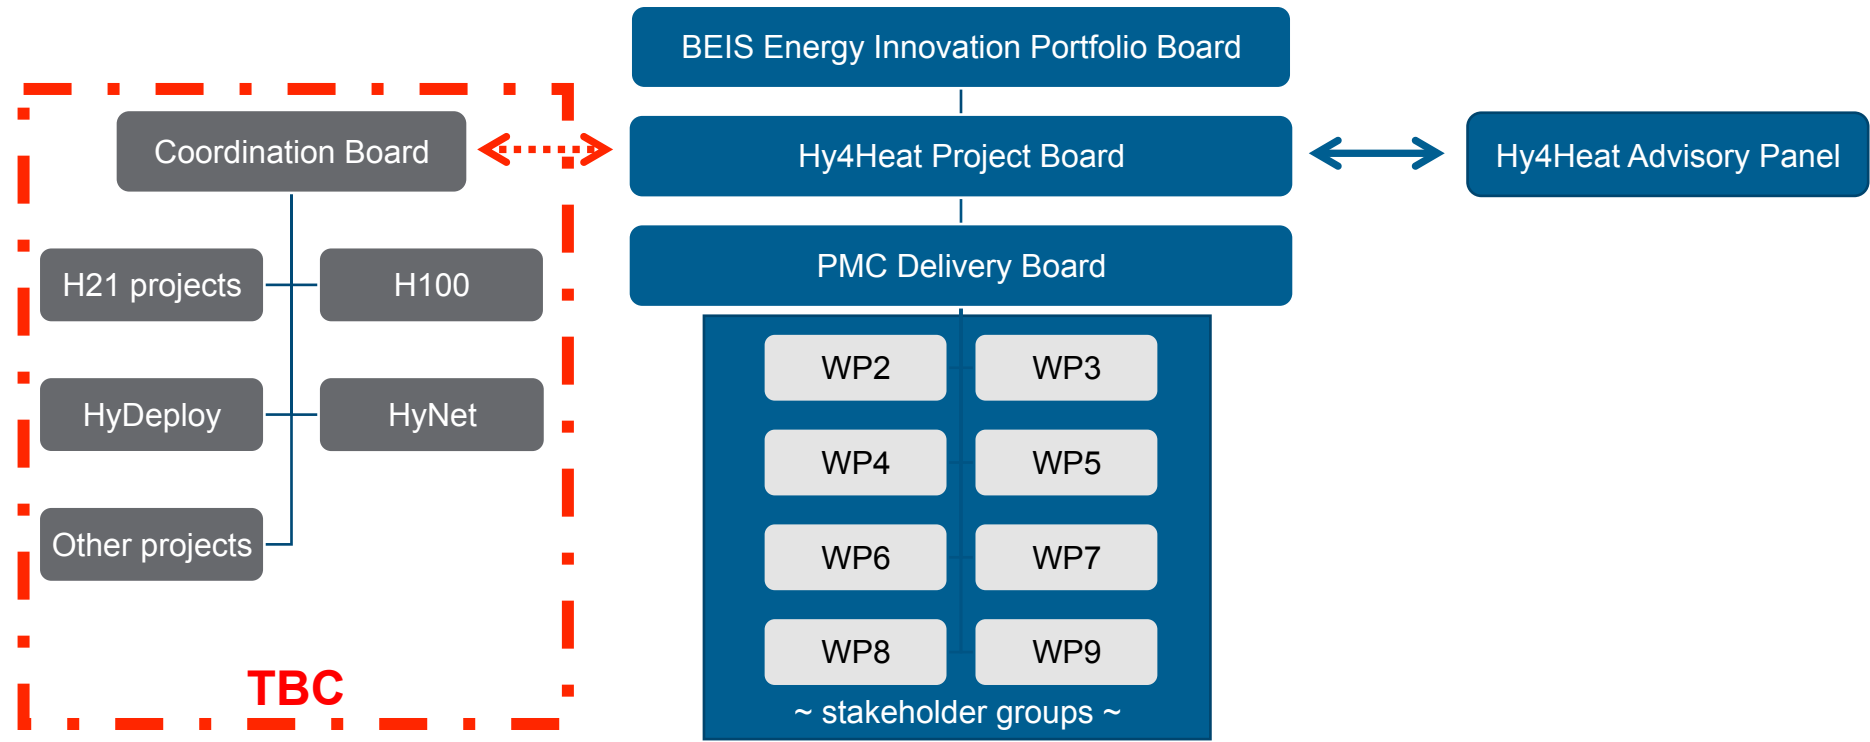 BEIS Energy Innovation Portfolio Board
Coordination Board
Hy4Heat Project Board
Hy4Heat Advisory Panel
PMC Delivery Board
H21 projects
H100
HyDeploy
HyNet
Other projects
TBC
WP2
WP3
WP4
WP5
WP6
WP7
WP8
WP9
~ stakeholder groups ~